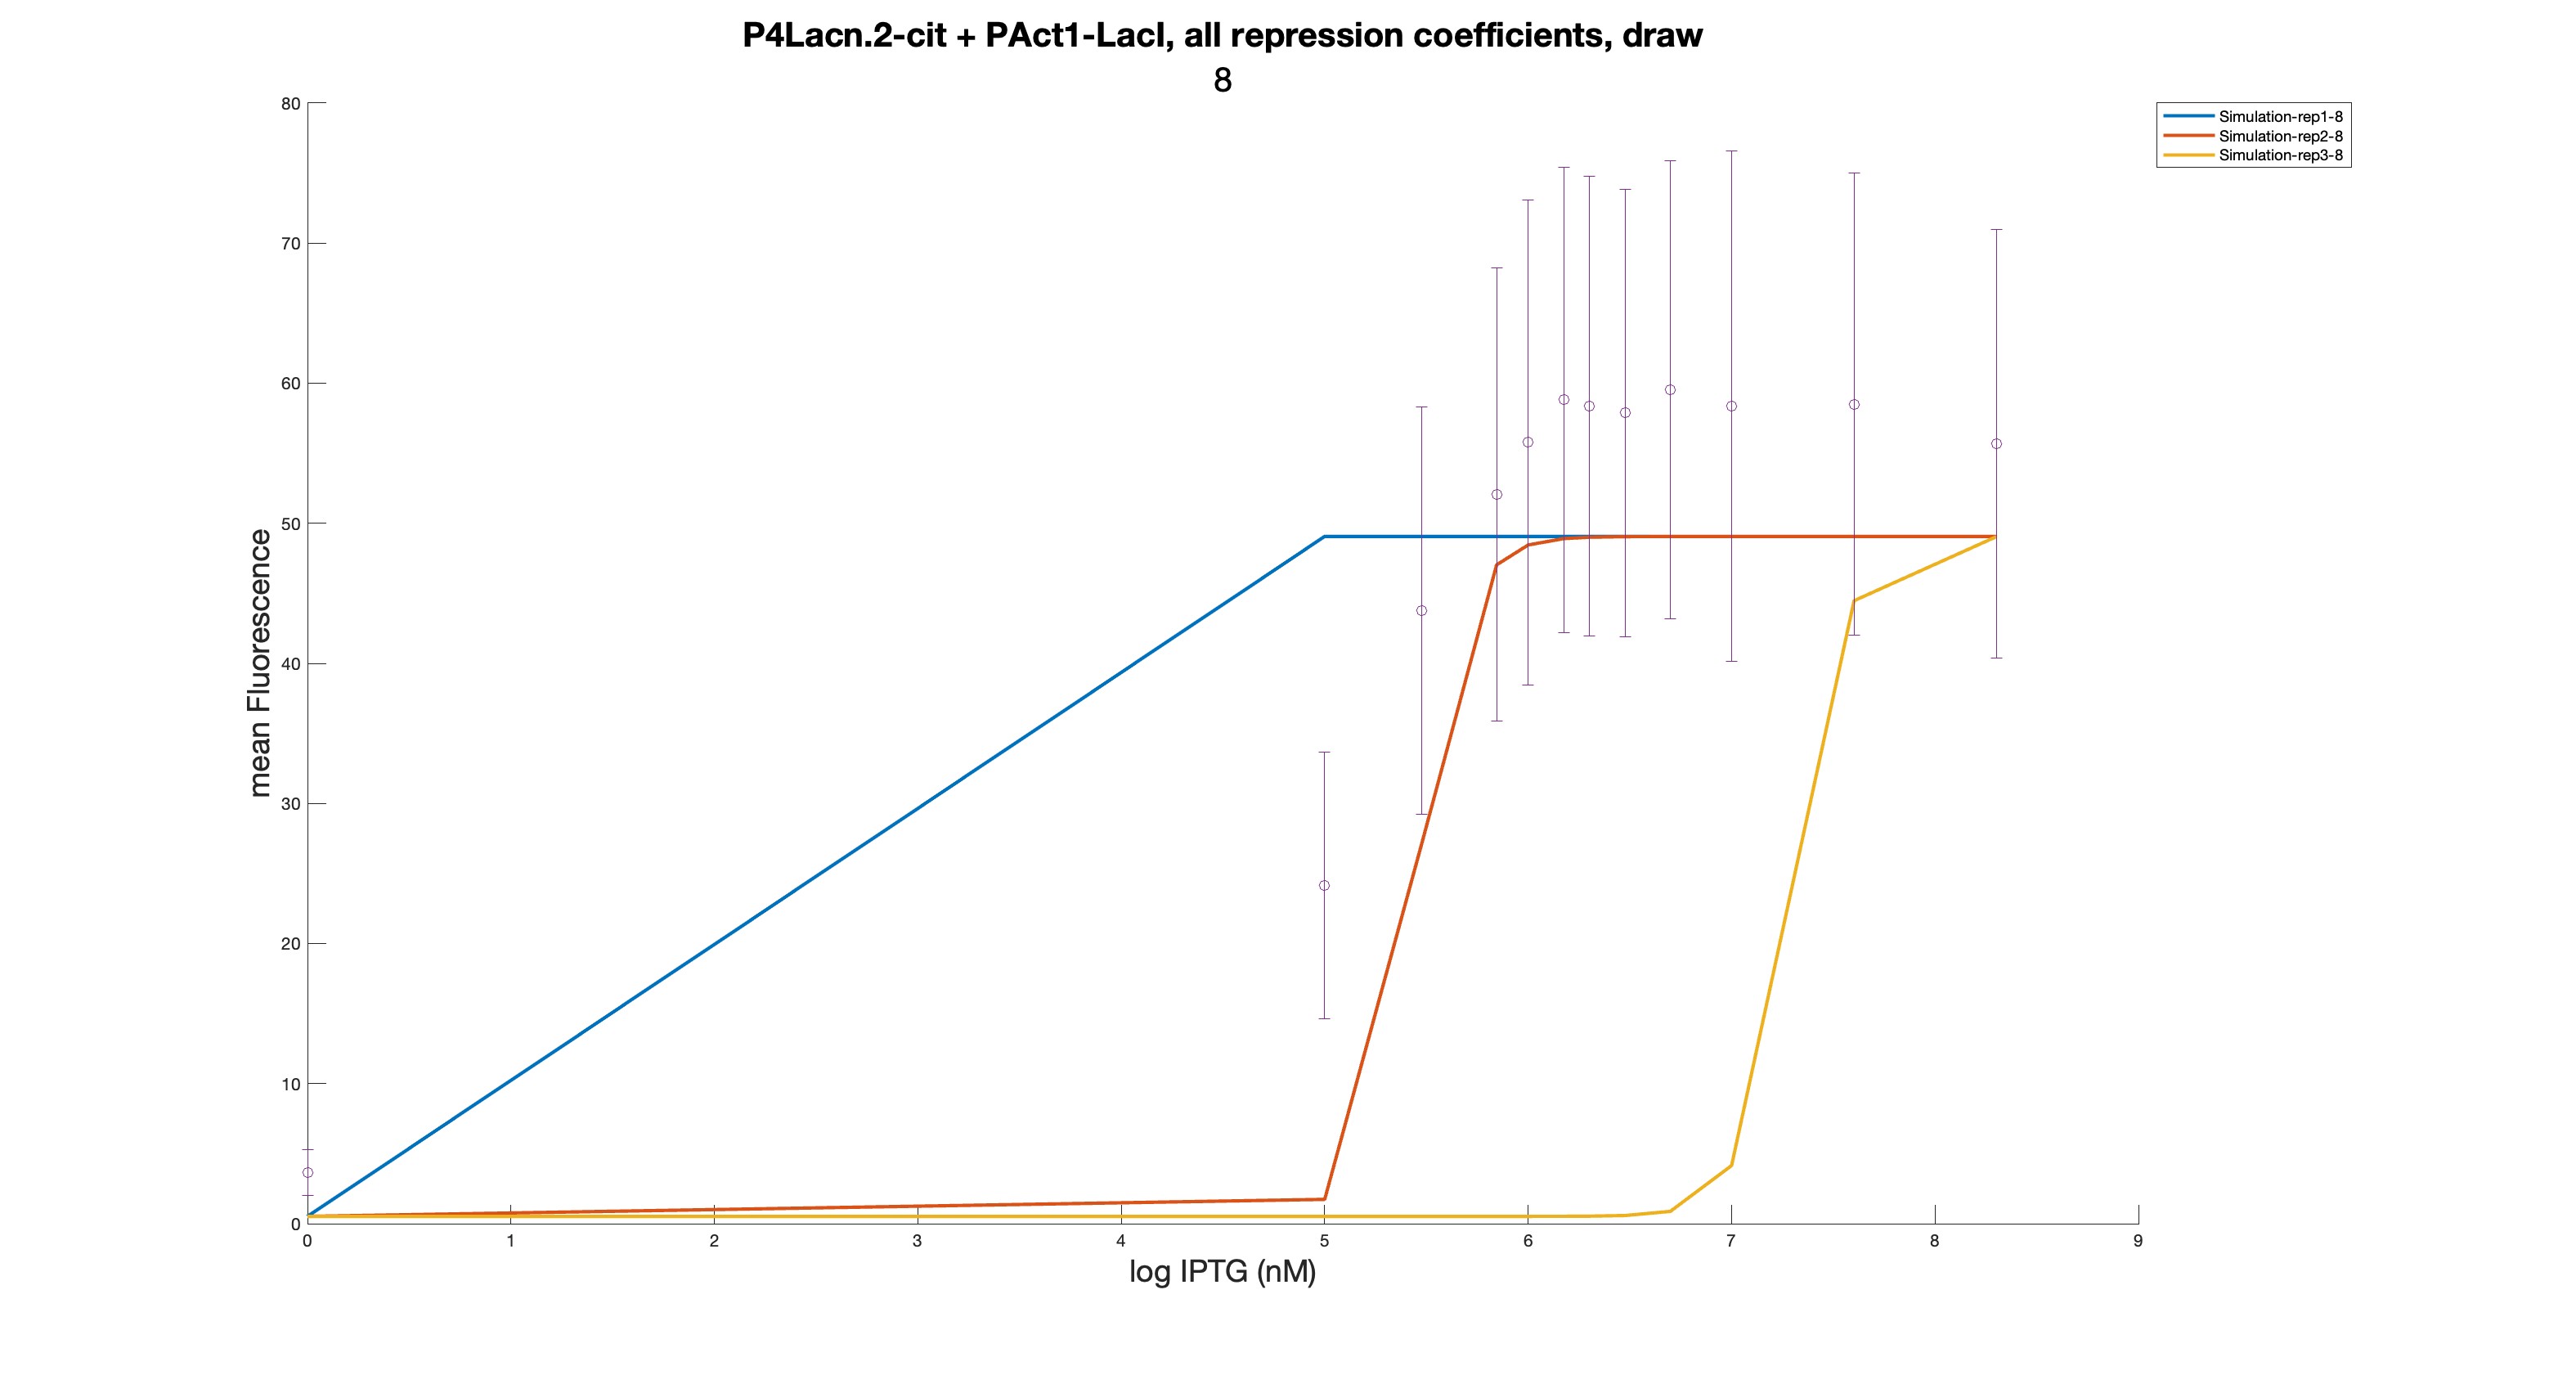 P4Lacn.2-cit + PAct1-LacI, all repression coefficients, draw
8
80
70
60
50
40
30
20
10
0
mean Fluorescence
0 1 2 3 4 5 6 7 8 9
log IPTG (nM)
Simulation-rep1-8
Simulation-rep2-8
Simulation-rep3-8